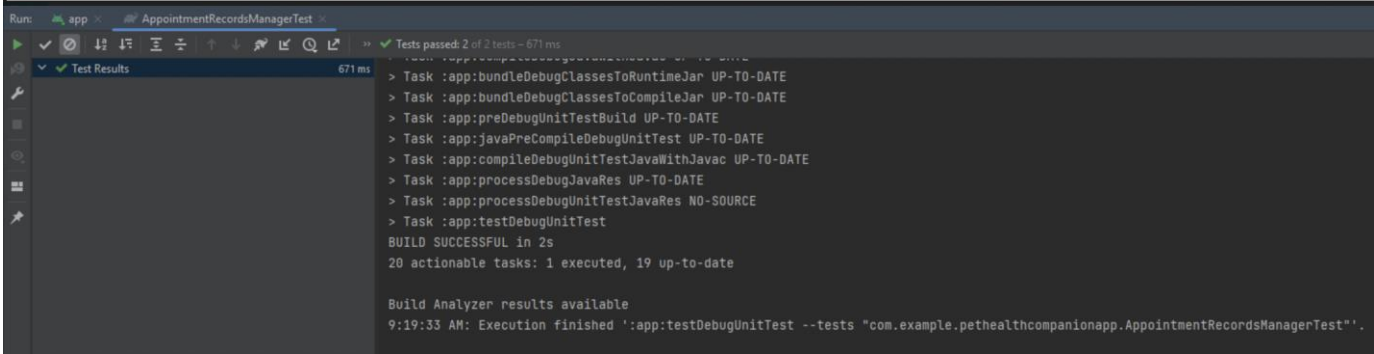 Run: app AppointmentRecordsManagerTest
Tests passed: 2 of 2 tests – 671 ms
Test Results 671 ms
> Task :app:bundleDebugClassesToRuntimeJar UP-TO-DATE
> Task :app:bundleDebugClassesToCompileJar UP-TO-DATE
> Task :app:preDebugUnitTestBuild UP-TO-DATE
> Task :app:javaPreCompileDebugUnitTest UP-TO-DATE
> Task :app:compileDebugUnitTestJavaWithJavac UP-TO-DATE
> Task :app:processDebugJavaRes UP-TO-DATE
> Task :app:processDebugUnitTestJavaRes NO-SOURCE
> Task :app:testDebugUnitTest
BUILD SUCCESSFUL in 2s
20 actionable tasks: 1 executed, 19 up-to-date
Build Analyzer results available
9:19:33 AM: Execution finished ':app:testDebugUnitTest --tests "com.example.pethealthcompanionapp.AppointmentRecordsManagerTest"'.